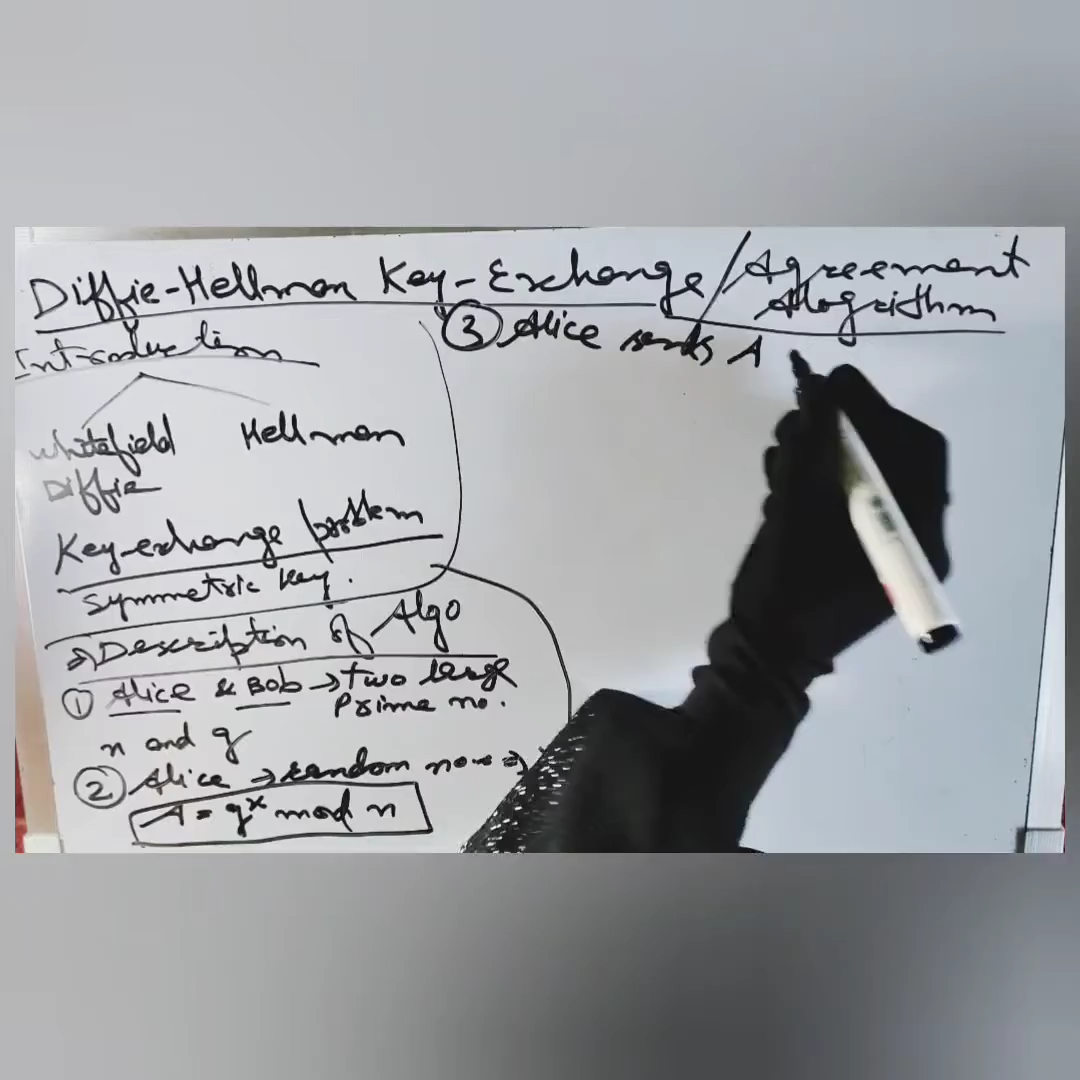 Diffie-Hellman Key-Exchange/Agreement
Alogrithm
Introduction
Whitefield Hellman
Diffie
Key-exchange problem
Symmetric Key.
Description of Algo
① Alice & Bob → two large
Prime no.
n and g
② Alice → random no
A = g^x mod n
③ Alice sends A